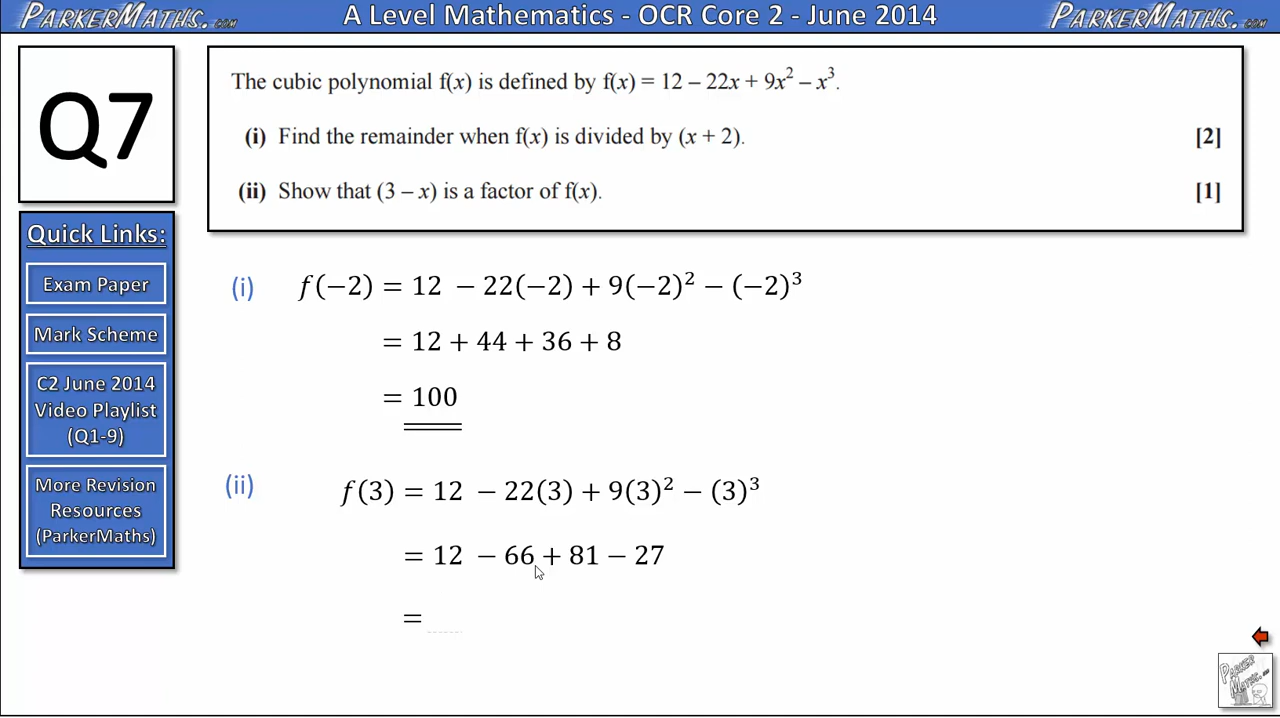 PARKERMATHS.COM
A Level Mathematics - OCR Core 2 - June 2014
PARKERMATHS.COM
Q7
The cubic polynomial f(x) is defined by f(x) = 12 – 22x + 9x² – x³.
(i) Find the remainder when f(x) is divided by (x + 2). [2]
(ii) Show that (3 – x) is a factor of f(x). [1]
Quick Links:
Exam Paper
Mark Scheme
C2 June 2014
Video Playlist
(Q1-9)
More Revision
Resources
(ParkerMaths)
(i) f(−2) = 12 − 22(−2) + 9(−2)² − (−2)³
= 12 + 44 + 36 + 8
= 100
(ii) f(3) = 12 − 22(3) + 9(3)² − (3)³
= 12 − 66 + 81 − 27
=
PARKER
MATHS.COM